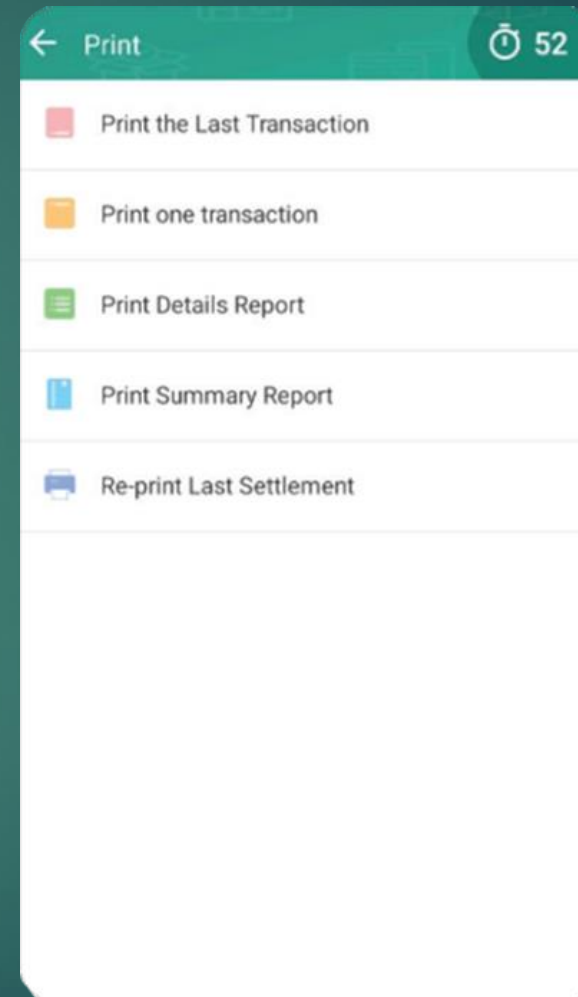 Print
52
Print the Last Transaction
Print one transaction
Print Details Report
Print Summary Report
Re-print Last Settlement